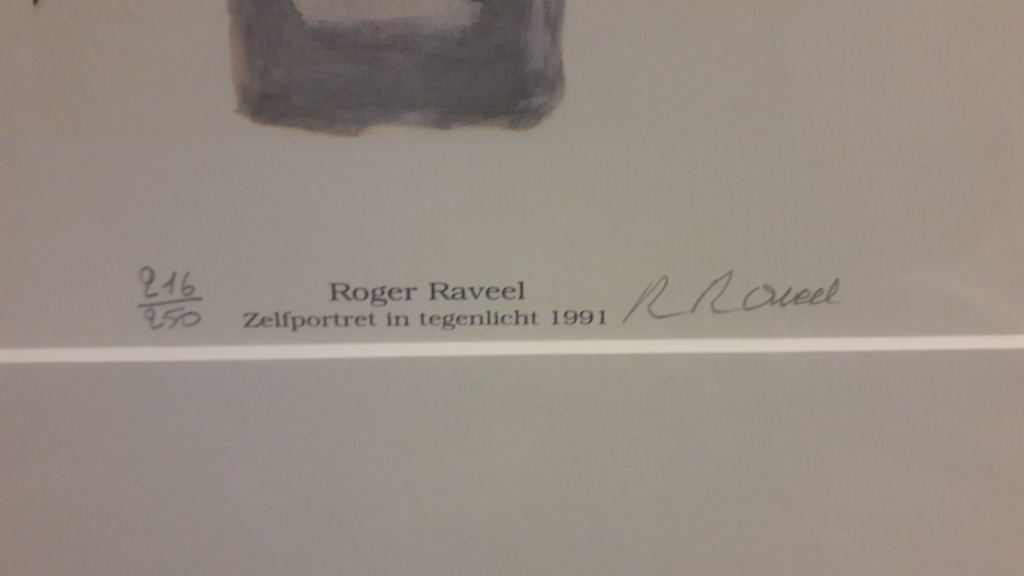 216
250
Roger Raveel
Zelfportret in tegenlicht 1991
R Raveel